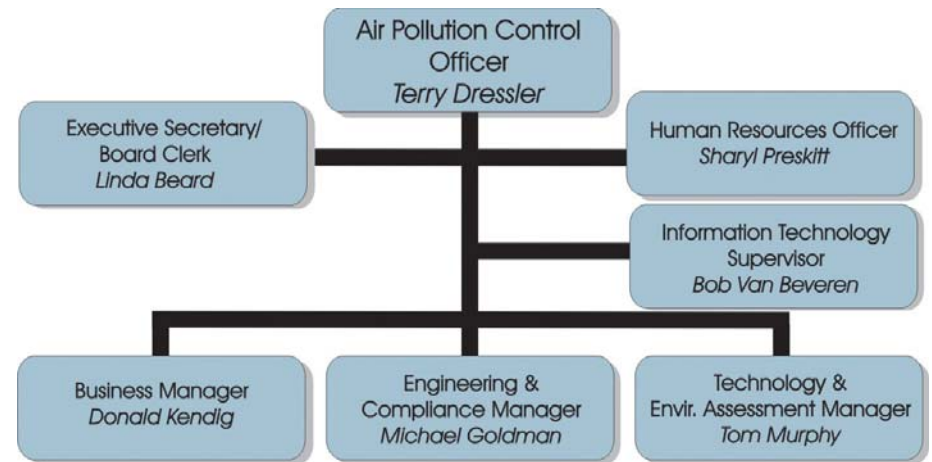 Air Pollution Control
Officer
Terry Dressler
Executive Secretary/
Board Clerk
Linda Beard
Human Resources Officer
Sharyl Preskitt
Information Technology
Supervisor
Bob Van Beveren
Business Manager
Donald Kendig
Engineering &
Compliance Manager
Michael Goldman
Technology &
Envir. Assessment Manager
Tom Murphy